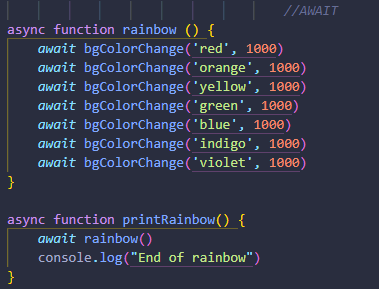 //AWAIT
async function rainbow () {
    await bgColorChange('red', 1000)
    await bgColorChange('orange', 1000)
    await bgColorChange('yellow', 1000)
    await bgColorChange('green', 1000)
    await bgColorChange('blue', 1000)
    await bgColorChange('indigo', 1000)
    await bgColorChange('violet', 1000)
}
async function printRainbow() {
    await rainbow()
    console.log("End of rainbow")
}